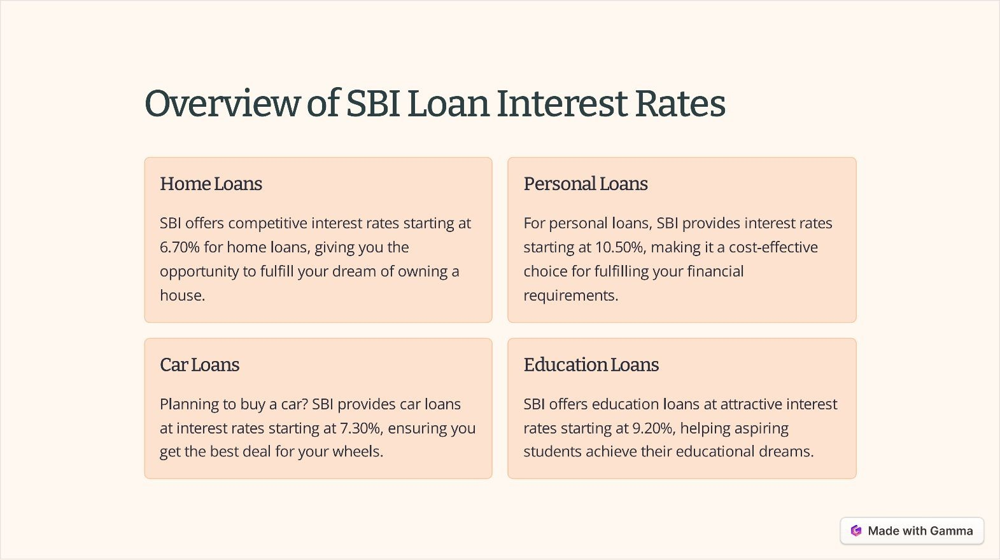 Overview of SBI Loan Interest Rates
Home Loans
SBI offers competitive interest rates starting at
6.70% for home loans, giving you the
opportunity to fulfill your dream of owning a
house.
Personal Loans
For personal loans, SBI provides interest rates
starting at 10.50%, making it a cost-effective
choice for fulfilling your financial
requirements.
Car Loans
Planning to buy a car? SBI provides car loans
at interest rates starting at 7.30%, ensuring you
get the best deal for your wheels.
Education Loans
SBI offers education loans at attractive interest
rates starting at 9.20%, helping aspiring
students achieve their educational dreams.
Made with Gamma